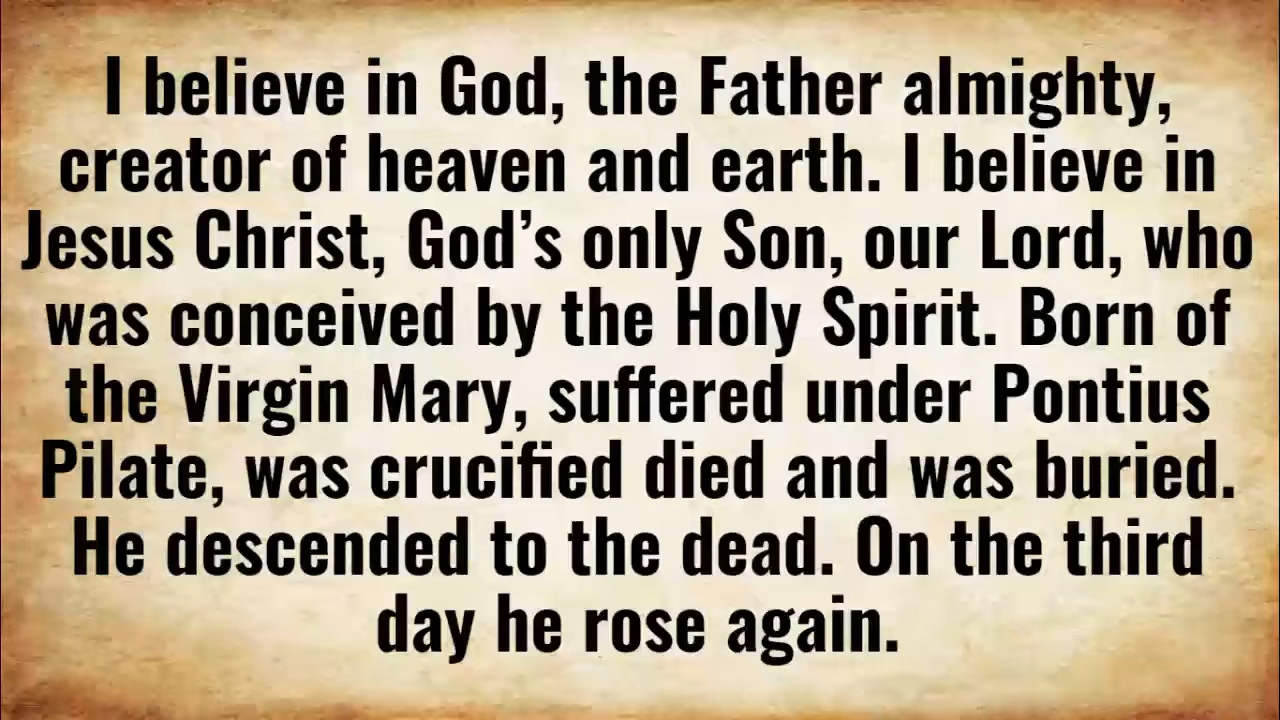 I believe in God, the Father almighty,
creator of heaven and earth. I believe in
Jesus Christ, God’s only Son, our Lord, who
was conceived by the Holy Spirit. Born of
the Virgin Mary, suffered under Pontius
Pilate, was crucified died and was buried.
He descended to the dead. On the third
day he rose again.